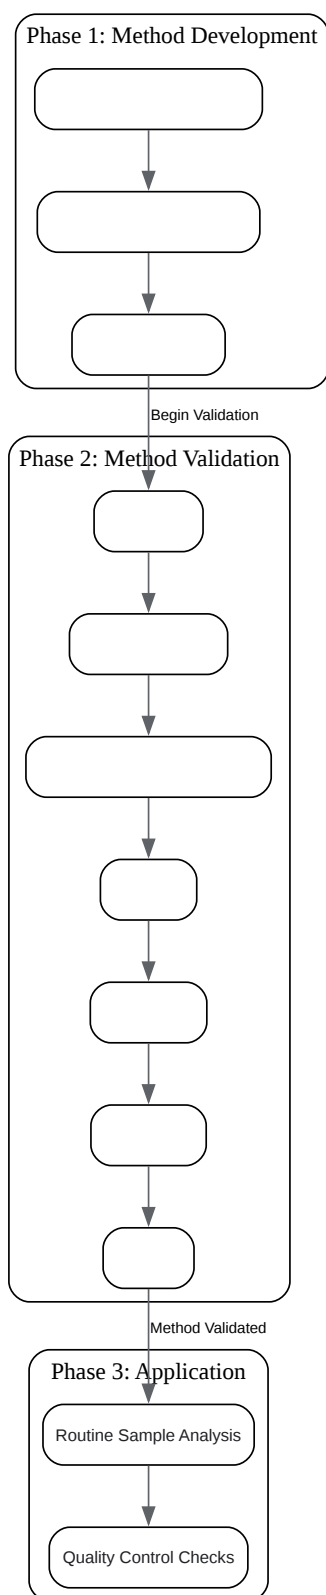 Phase 1: Method Development
Begin Validation
Phase 2: Method Validation
Method Validated
Phase 3: Application
Routine Sample Analysis
Quality Control Checks